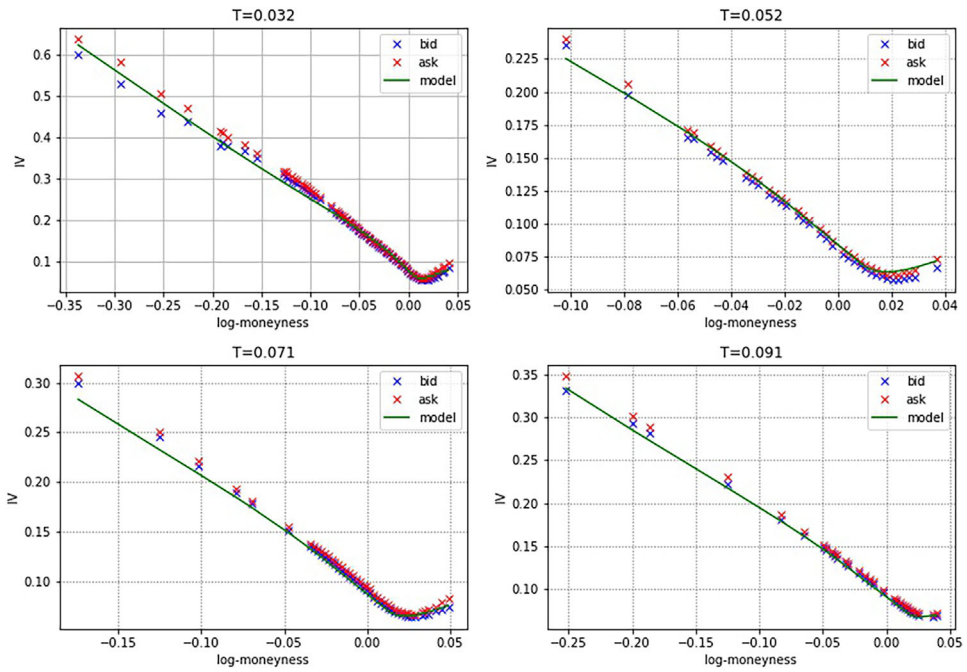 T=0.032
IV
0.6
0.5
0.4
0.3
0.2
0.1
bid
ask
model
−0.35 −0.30 −0.25 −0.20 −0.15 −0.10 −0.05 0.00 0.05
log-moneyness
T=0.052
IV
0.225
0.200
0.175
0.150
0.125
0.100
0.075
0.050
bid
ask
model
−0.10 −0.08 −0.06 −0.04 −0.02 0.00 0.02 0.04
log-moneyness
T=0.071
IV
0.30
0.25
0.20
0.15
0.10
bid
ask
model
−0.15 −0.10 −0.05 0.00 0.05
log-moneyness
T=0.091
IV
0.35
0.30
0.25
0.20
0.15
0.10
bid
ask
model
−0.25 −0.20 −0.15 −0.10 −0.05 0.00 0.05
log-moneyness